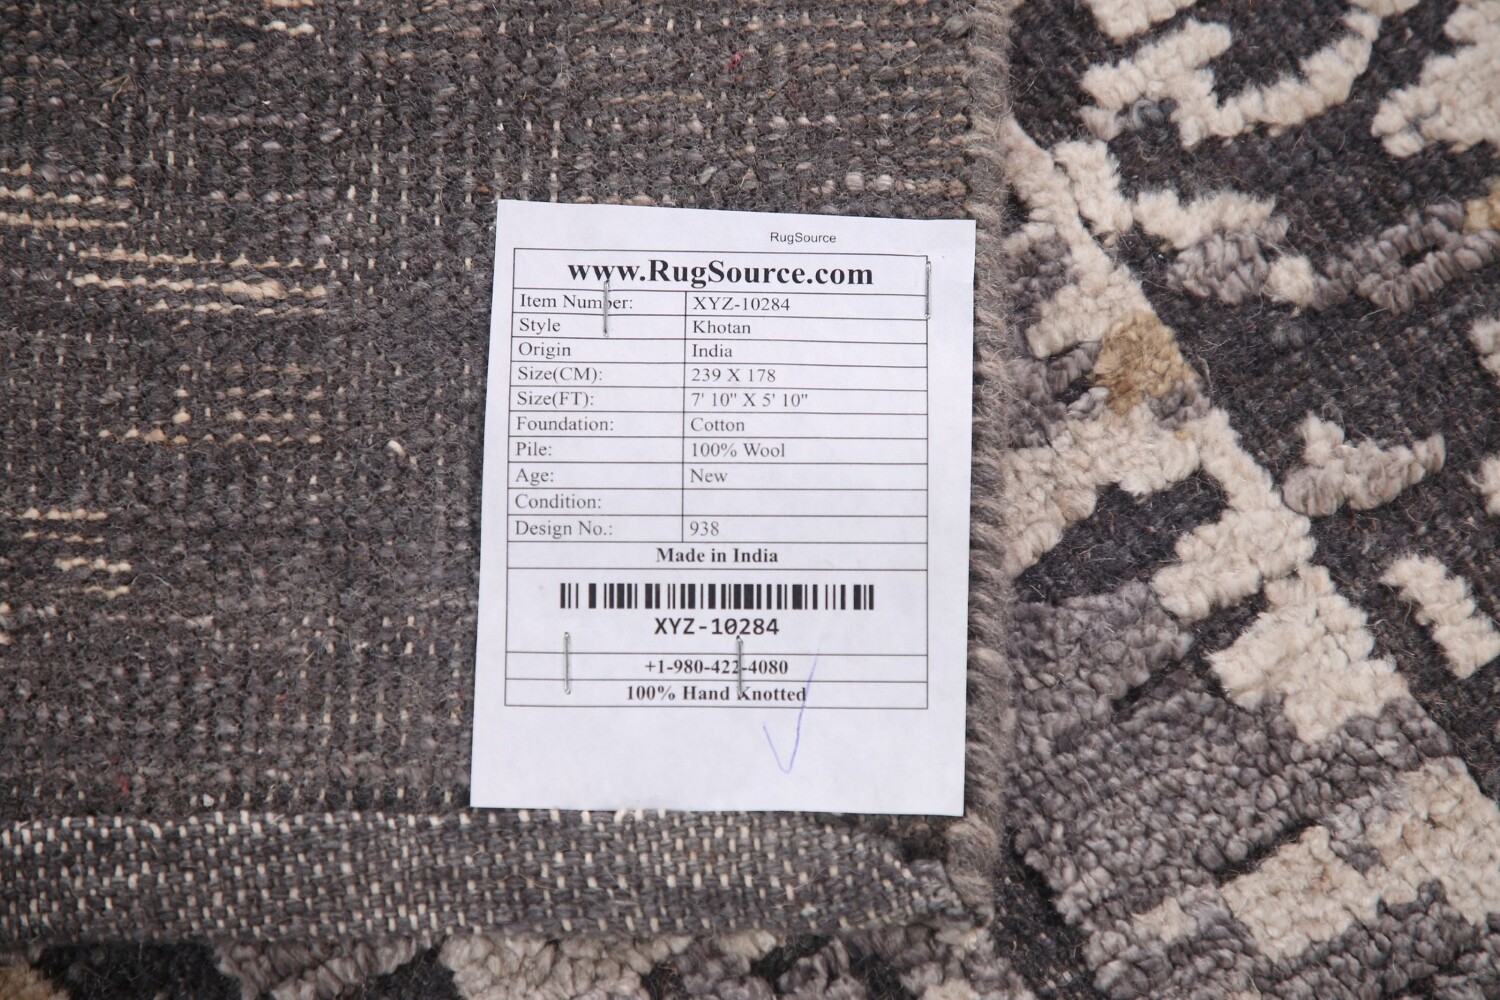 RugSource
www.RugSource.com
Item Number: XYZ-10284
Style Khotan
Origin India
Size(CM): 239 X 178
Size(FT): 7' 10" X 5' 10"
Foundation: Cotton
Pile: 100% Wool
Age: New
Condition:
Design No.: 938
Made in India
XYZ-10284
+1-980-422-4080
100% Hand Knotted